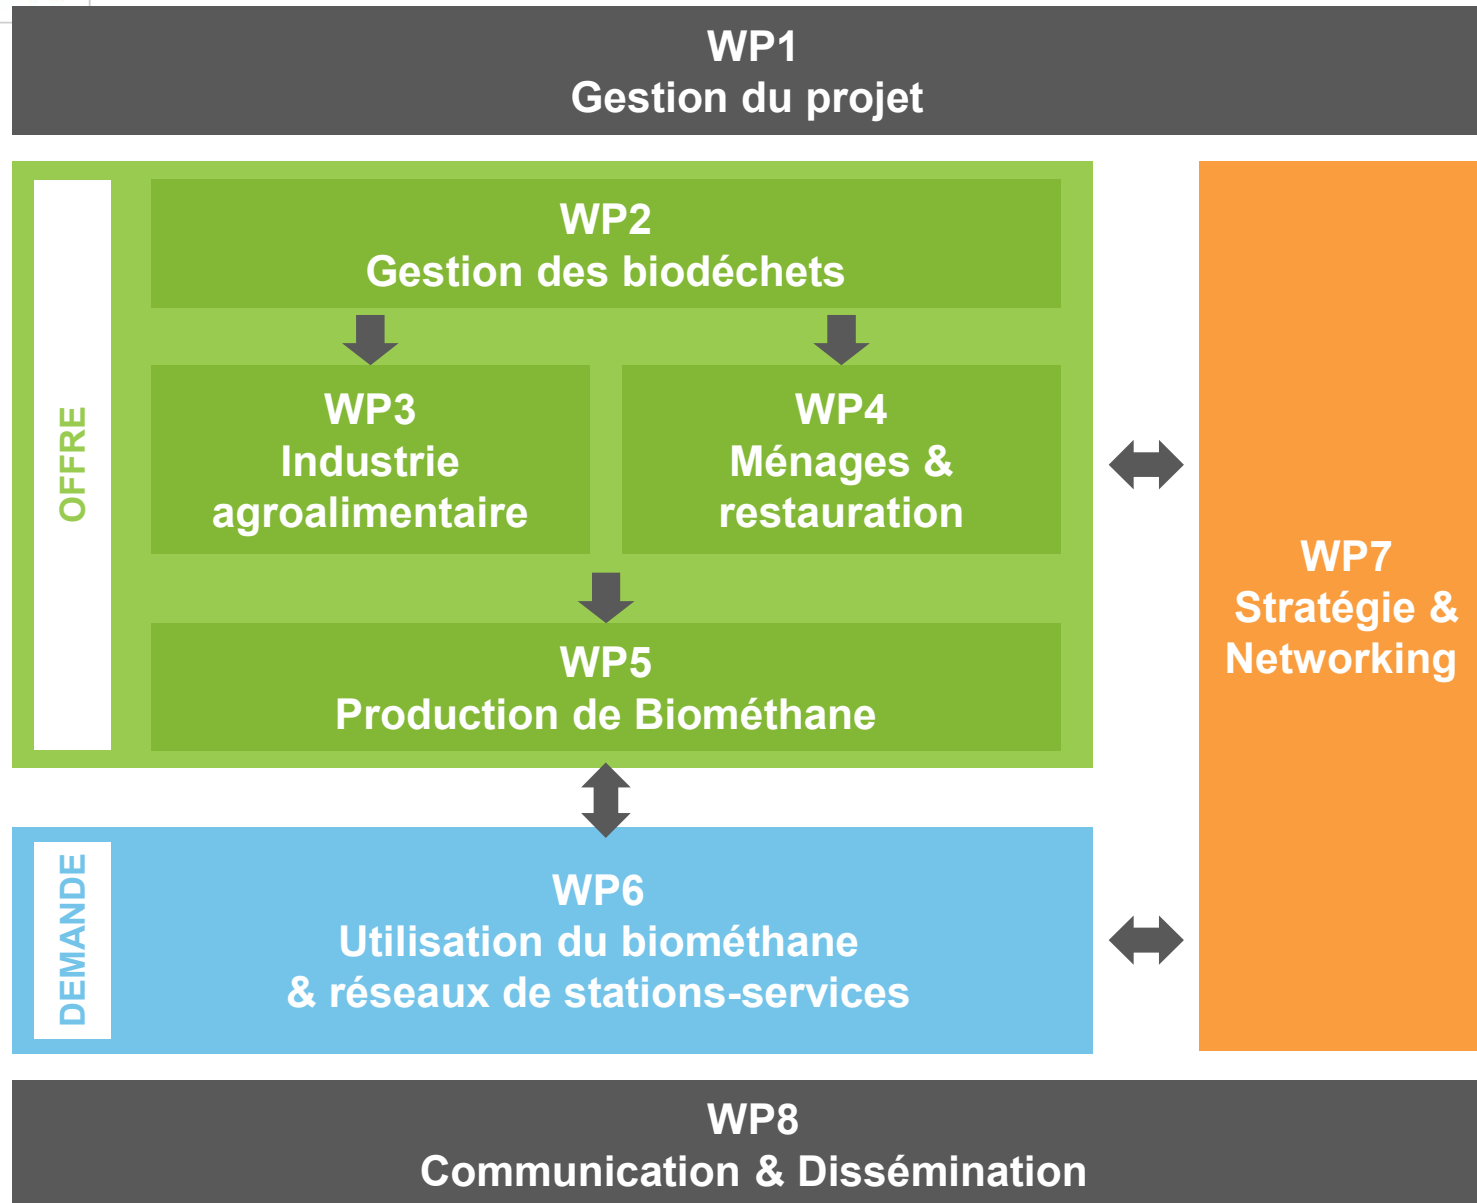 WP1
Gestion du projet
OFFRE
WP2
Gestion des biodéchets
WP3
Industrie
agroalimentaire
WP4
Ménages &
restauration
WP5
Production de Biométhane
DEMANDE
WP6
Utilisation du biométhane
& réseaux de stations-services
WP7
Stratégie &
Networking
WP8
Communication & Dissémination